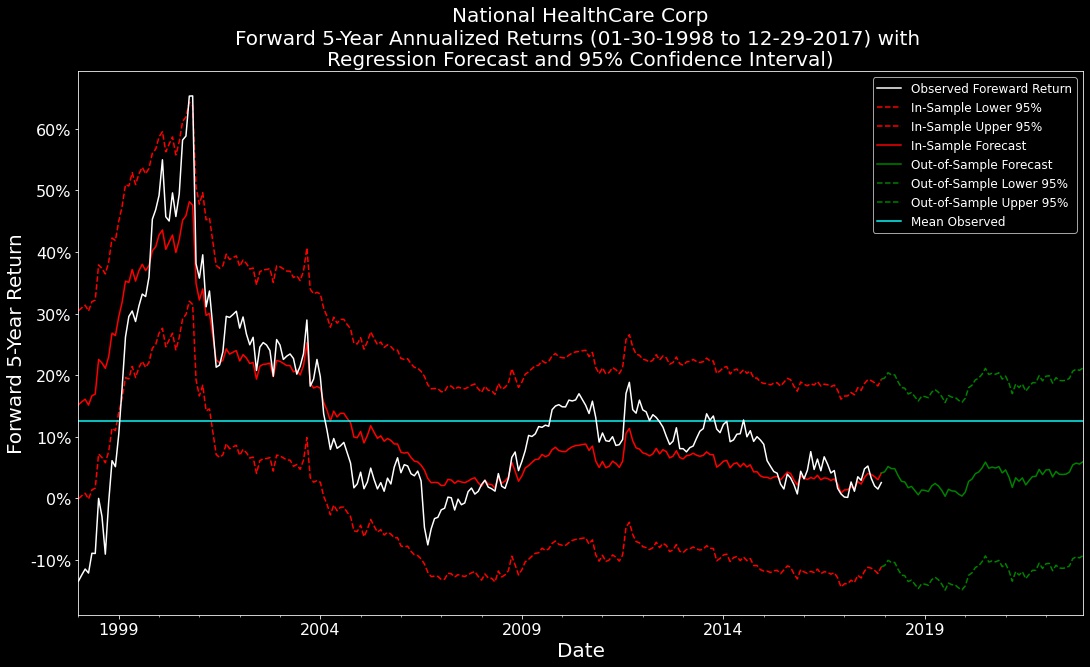 National HealthCare Corp
Forward 5-Year Annualized Returns (01-30-1998 to 12-29-2017) with
Regression Forecast and 95% Confidence Interval)
Observed Foreward Return
In-Sample Lower 95%
In-Sample Upper 95%
In-Sample Forecast
Out-of-Sample Forecast
Out-of-Sample Lower 95%
Out-of-Sample Upper 95%
Mean Observed
Forward 5-Year Return
60%
50%
40%
30%
20%
10%
0%
-10%
1999
2004
2009
2014
2019
Date